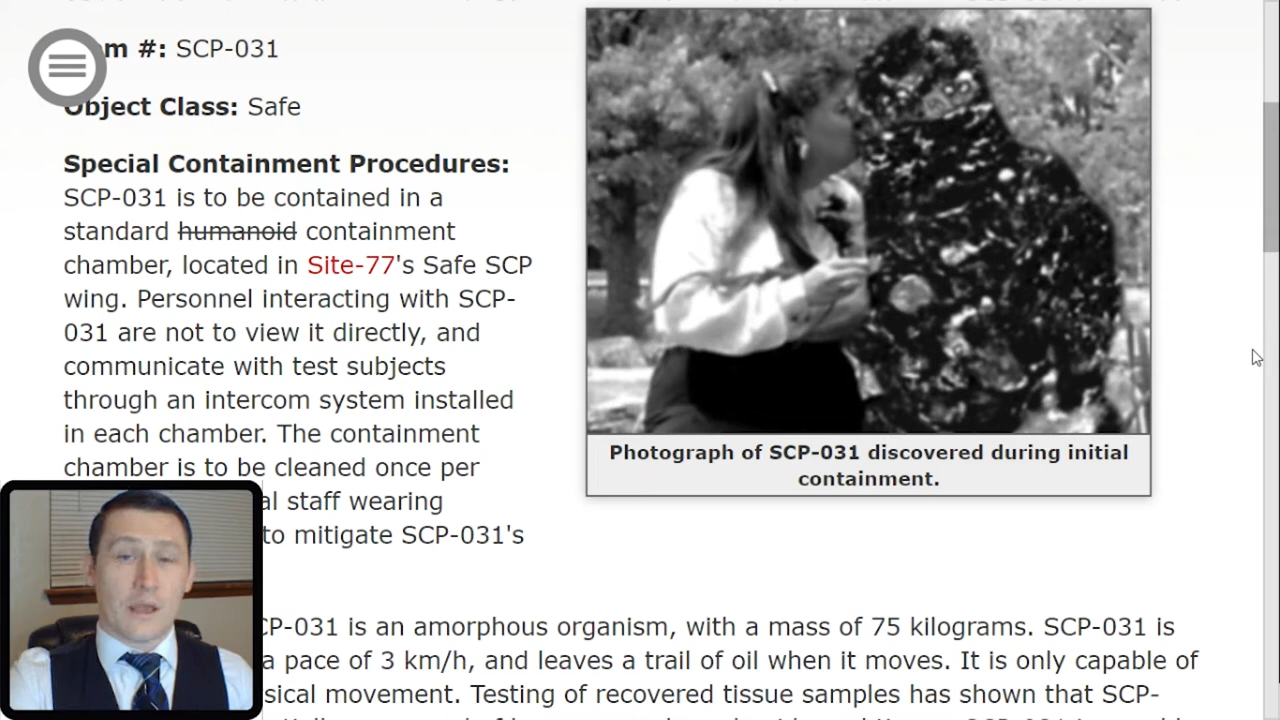 m #: SCP-031
Object Class: Safe
Special Containment Procedures:
SCP-031 is to be contained in a
standard humanoid containment
chamber, located in Site-77's Safe SCP
wing. Personnel interacting with SCP-
031 are not to view it directly, and
communicate with test subjects
through an intercom system installed
in each chamber. The containment
chamber is to be cleaned once per
al staff wearing
to mitigate SCP-031's
Photograph of SCP-031 discovered during initial
containment.
CP-031 is an amorphous organism, with a mass of 75 kilograms. SCP-031 is
a pace of 3 km/h, and leaves a trail of oil when it moves. It is only capable of
sical movement. Testing of recovered tissue samples has shown that SCP-